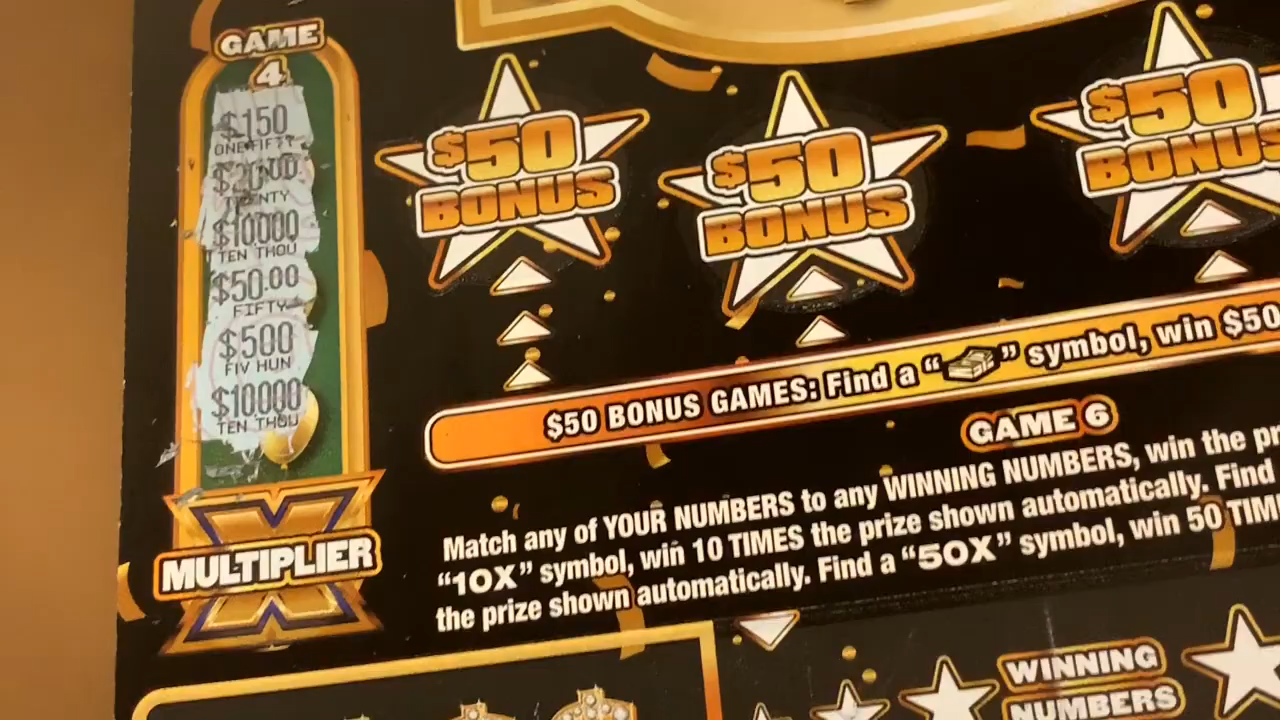 GAME
4
$150
ONE FIFTY
$20.00
TWENTY
$10000
TEN THOU
$50.00
FIFTY
$500
FIV HUN
$10000
TEN THOU
X
MULTIPLIER
$50
BONUS
$50
BONUS
$50
BONUS
$50 BONUS GAMES: Find a "" symbol, win $50
GAME 6
Match any of YOUR NUMBERS to any WINNING NUMBERS, win the
"10X" symbol, win 10 TIMES the prize shown automatically. Find
the prize shown automatically. Find a "50X" symbol, win 50
WINNING
NUMBERS